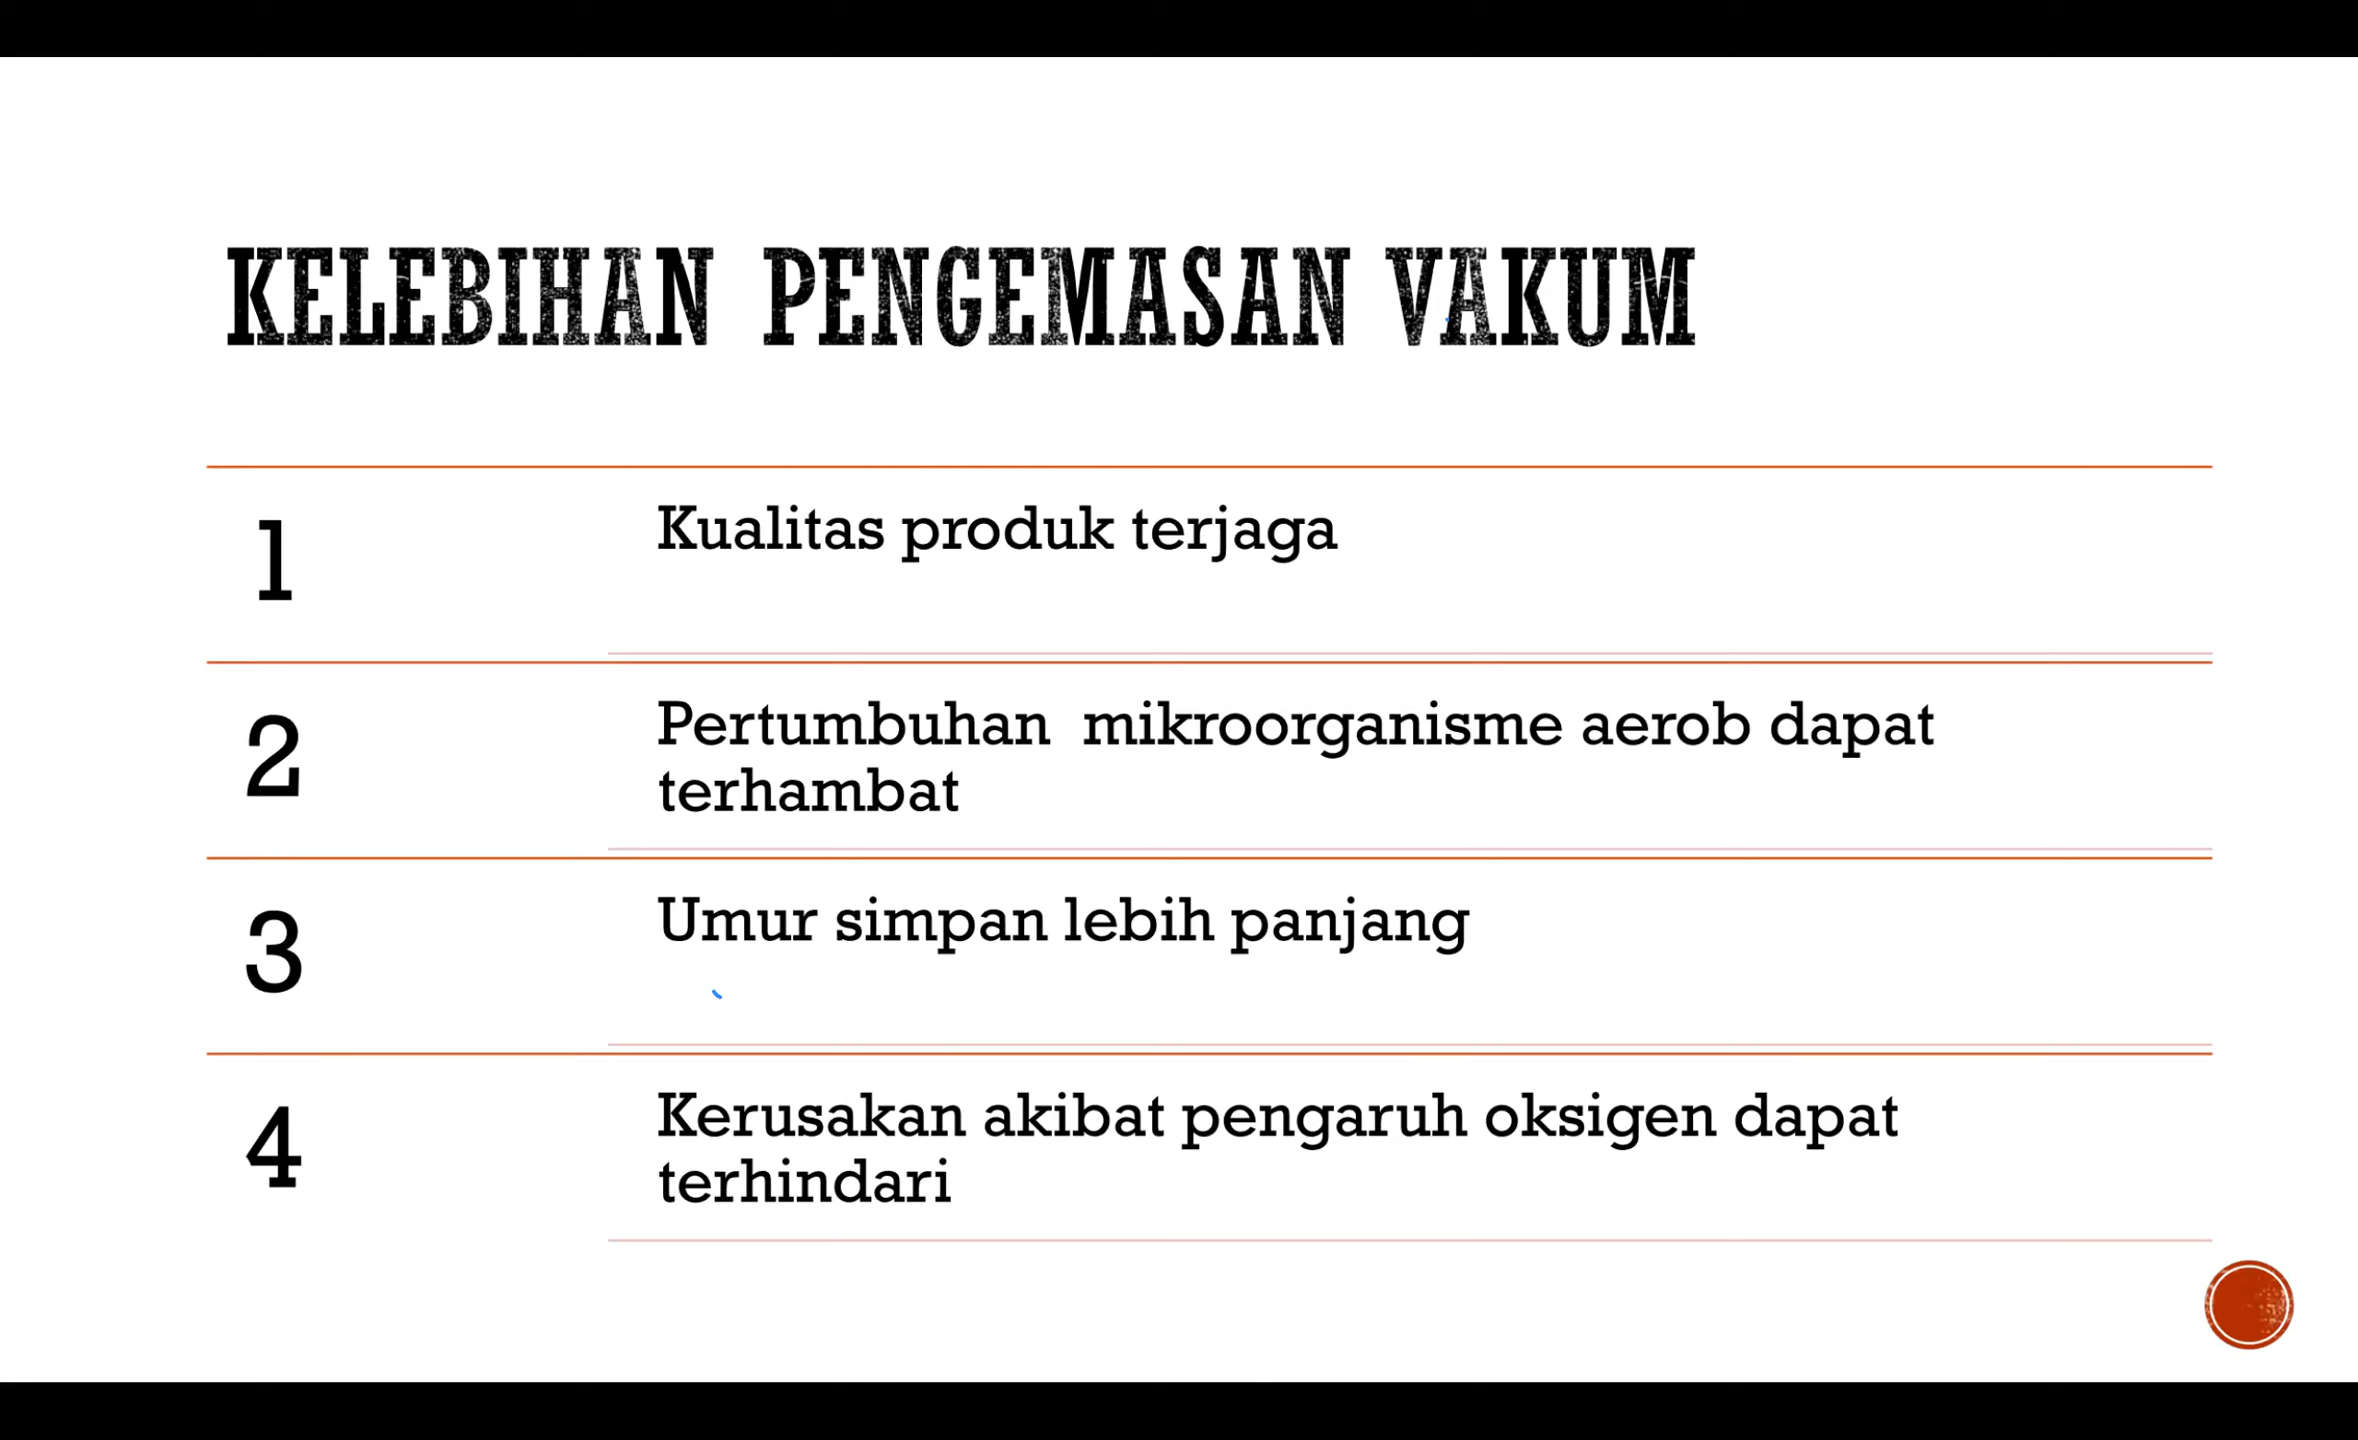 KELEBIHAN PENGEMASAN VAKUM
1
Kualitas produk terjaga
2
Pertumbuhan mikroorganisme aerob dapat
terhambat
3
Umur simpan lebih panjang
4
Kerusakan akibat pengaruh oksigen dapat
terhindari